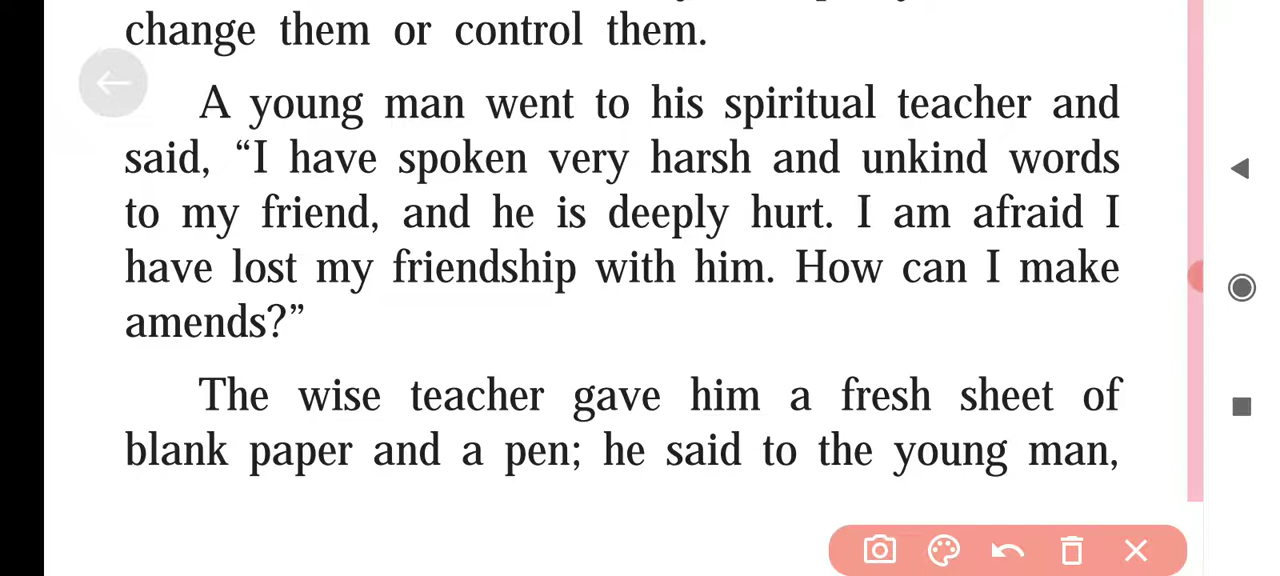 change them or control them.
A young man went to his spiritual teacher and
said, “I have spoken very harsh and unkind words
to my friend, and he is deeply hurt. I am afraid I
have lost my friendship with him. How can I make
amends?”
The wise teacher gave him a fresh sheet of
blank paper and a pen; he said to the young man,